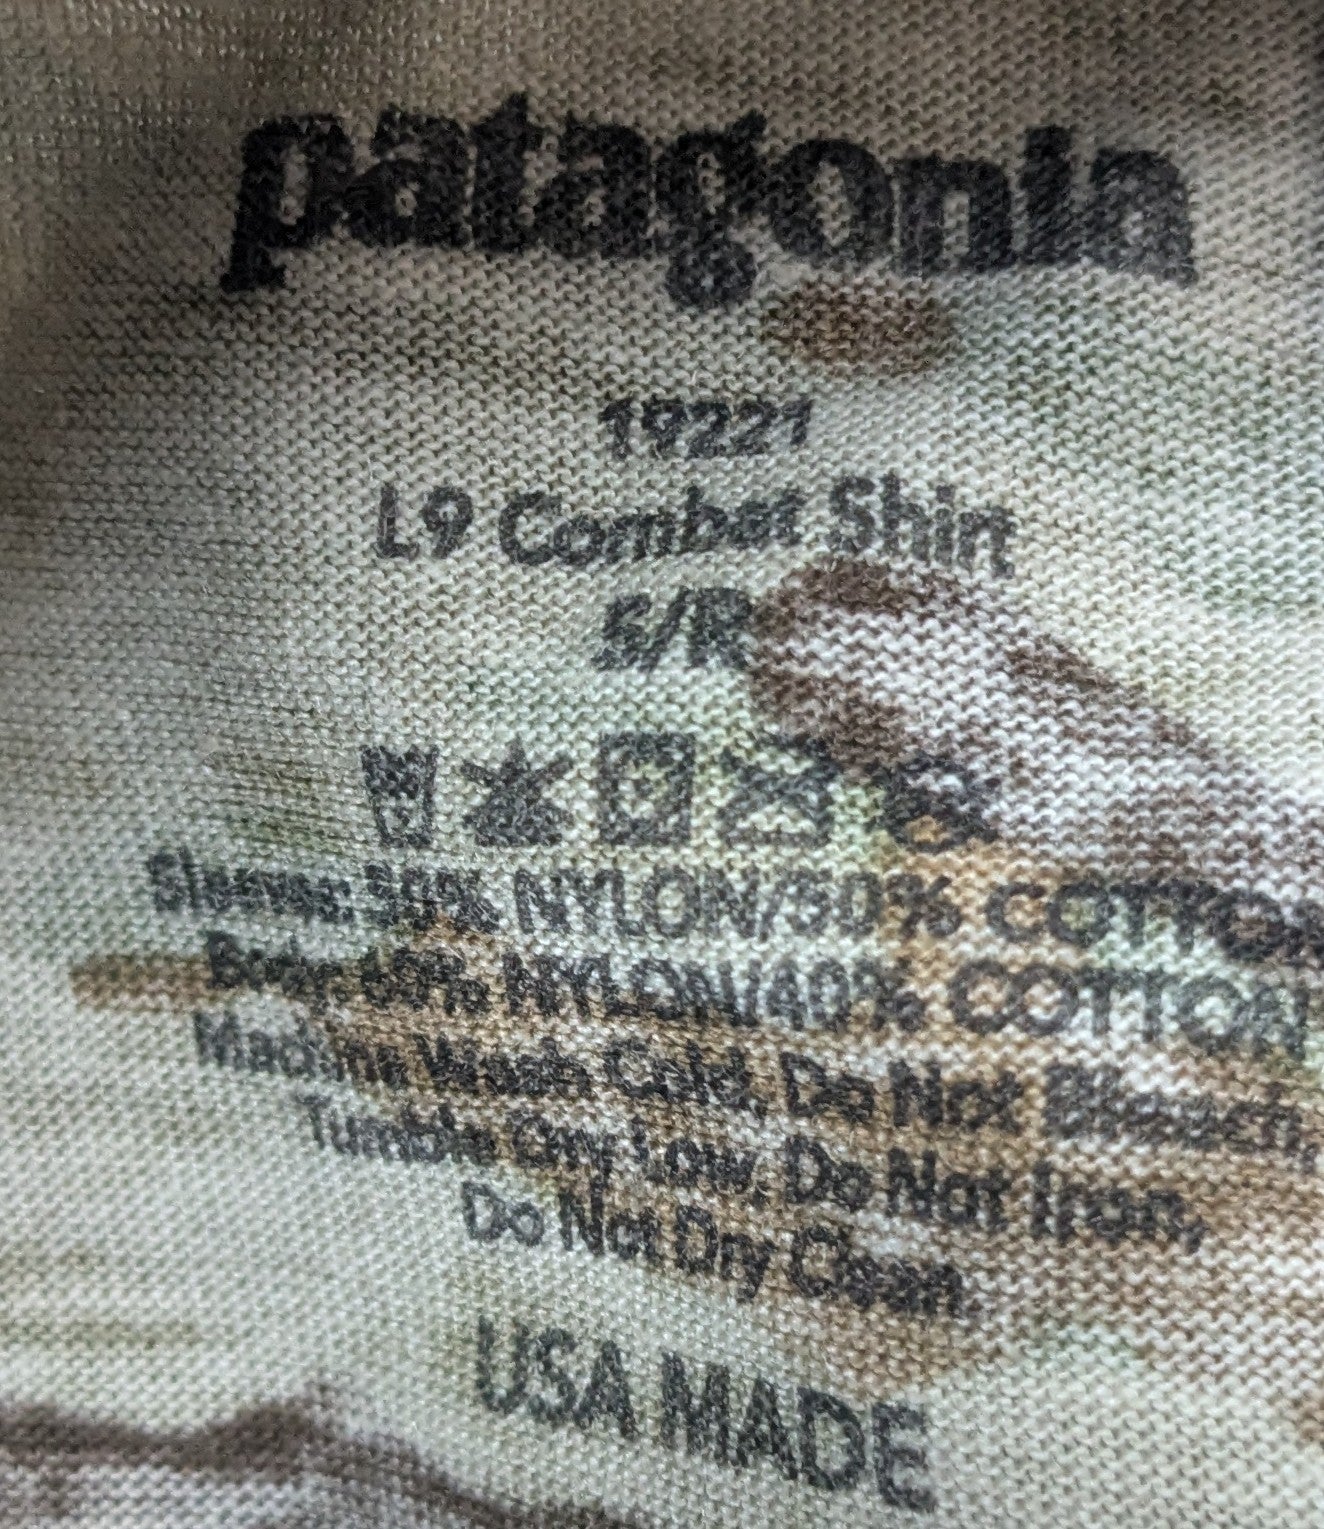 patagonia
19221
L9 Combat Shirt
S/R
Sleeves: 50% NYLON/50% COTTON
Body: 60% NYLON/40% COTTON
Machine Wash Cold, Do Not Bleach,
Tumble Dry Low, Do Not Iron,
Do Not Dry Clean.
USA MADE